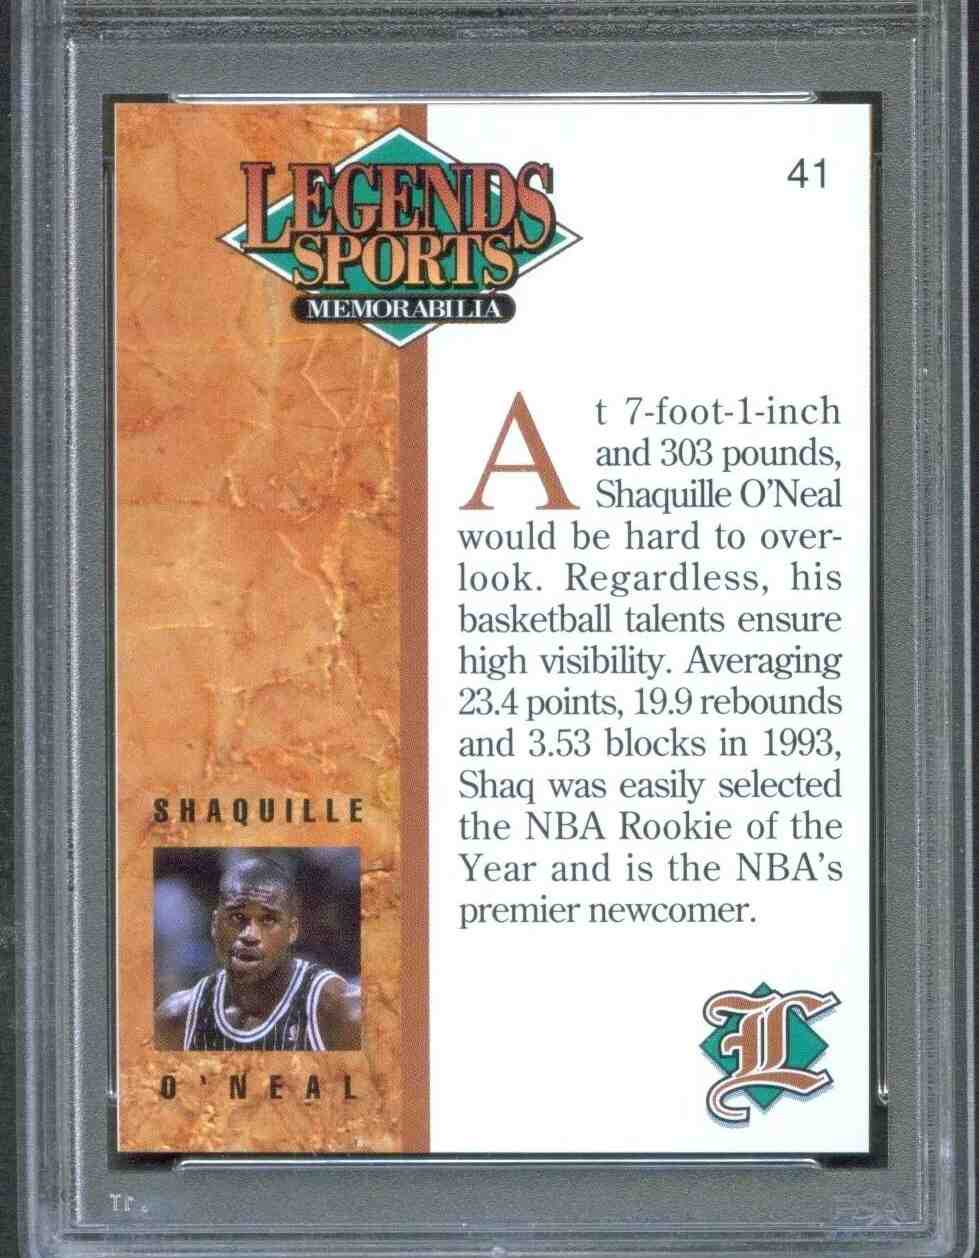 LEGENDS
SPORTS
MEMORABILIA
41
At 7-foot-1-inch
and 303 pounds,
Shaquille O'Neal
would be hard to over-
look. Regardless, his
basketball talents ensure
high visibility. Averaging
23.4 points, 19.9 rebounds
and 3.53 blocks in 1993,
Shaq was easily selected
the NBA Rookie of the
Year and is the NBA's
premier newcomer.
SHAQUILLE
O'NEAL
L
PSA